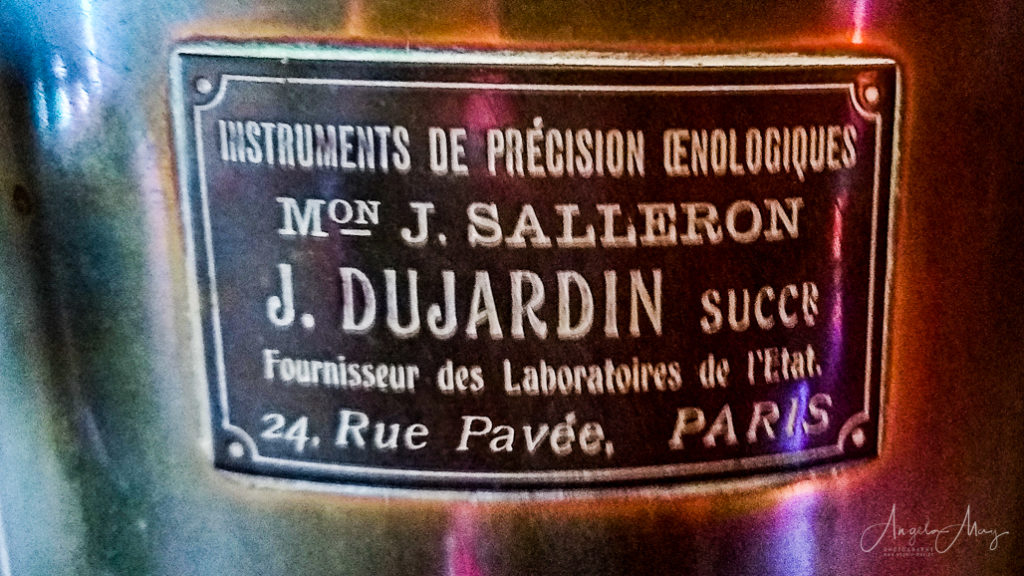 INSTRUMENTS DE PRÉCISION ŒNOLOGIQUES
MON J. SALLERON
J. DUJARDIN SUCCR
Fournisseur des Laboratoires de l'Etat.
24, Rue Pavée, PARIS
Angela May